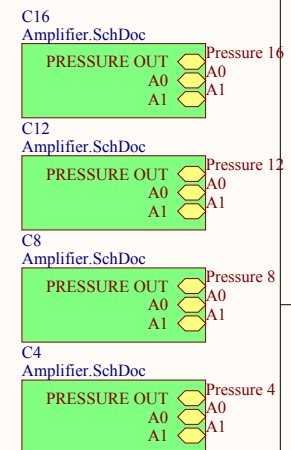 C16
Amplifier.SchDoc
PRESSURE OUT Pressure 16
A0 A0
A1 A1
C12
Amplifier.SchDoc
PRESSURE OUT Pressure 12
A0 A0
A1 A1
C8
Amplifier.SchDoc
PRESSURE OUT Pressure 8
A0 A0
A1 A1
C4
Amplifier.SchDoc
PRESSURE OUT Pressure 4
A0 A0
A1 A1